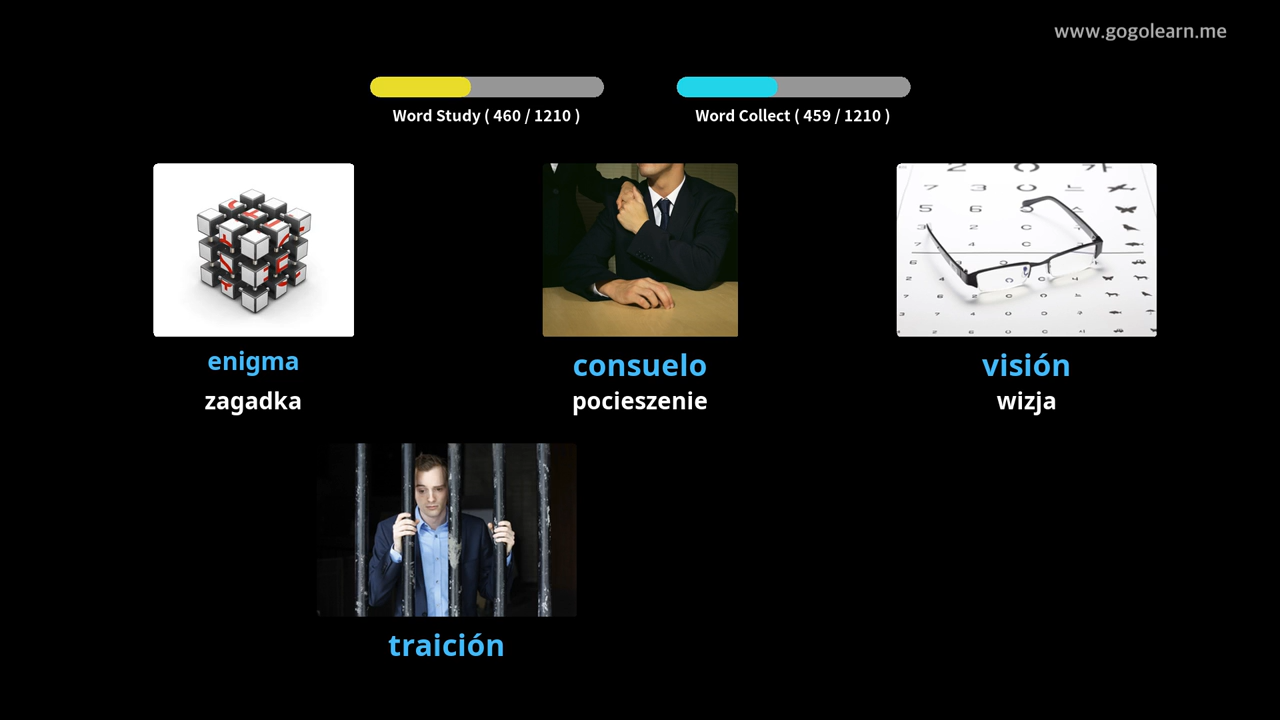 www.gogolearn.me
Word Study ( 460 / 1210 )
Word Collect ( 459 / 1210 )
enigma
zagadka
consuelo
pocieszenie
visión
wizja
traición